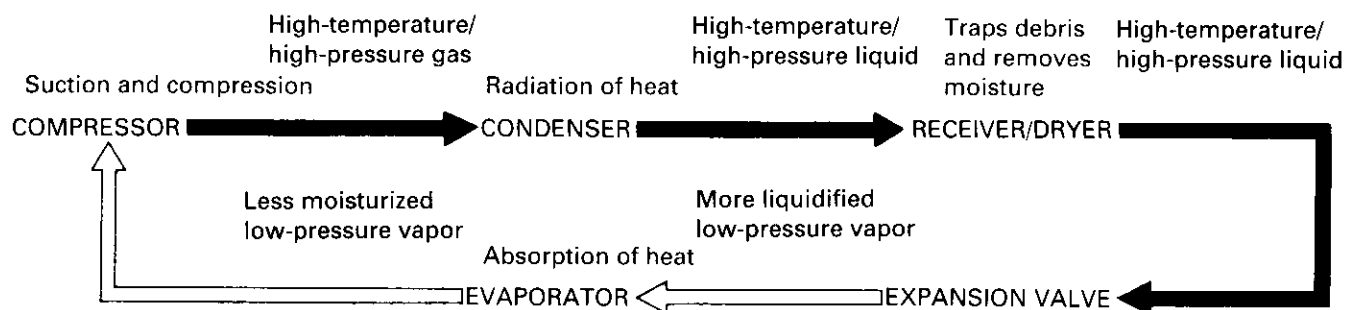 High-temperature/
high-pressure gas
High-temperature/
high-pressure liquid
Traps debris
and removes
moisture
High-temperature/
high-pressure liquid
Suction and compression
Radiation of heat
COMPRESSOR
CONDENSER
RECEIVER/DRYER
Less moisturized
low-pressure vapor
More liquidified
low-pressure vapor
Absorption of heat
EVAPORATOR
EXPANSION VALVE